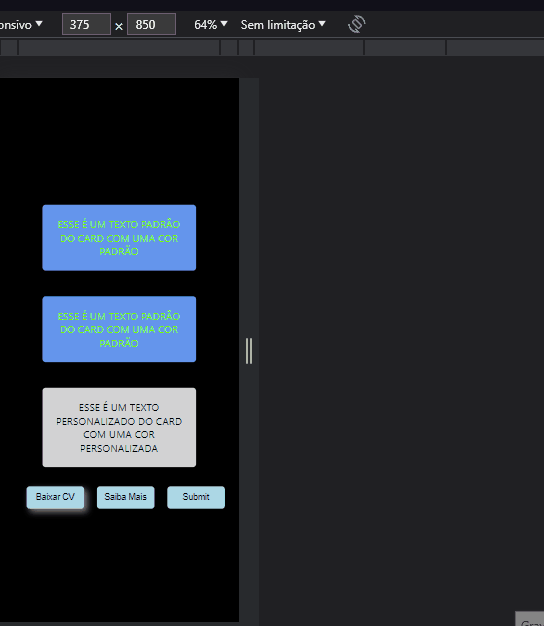 onsivo
375 × 850
64%
Sem limitação
ESSE É UM TEXTO PADRÃO
DO CARD COM UMA COR
PADRÃO
ESSE É UM TEXTO PADRÃO
DO CARD COM UMA COR
PADRÃO
ESSE É UM TEXTO
PERSONALIZADO DO CARD
COM UMA COR
PERSONALIZADA
Baixar CV
Saiba Mais
Submit